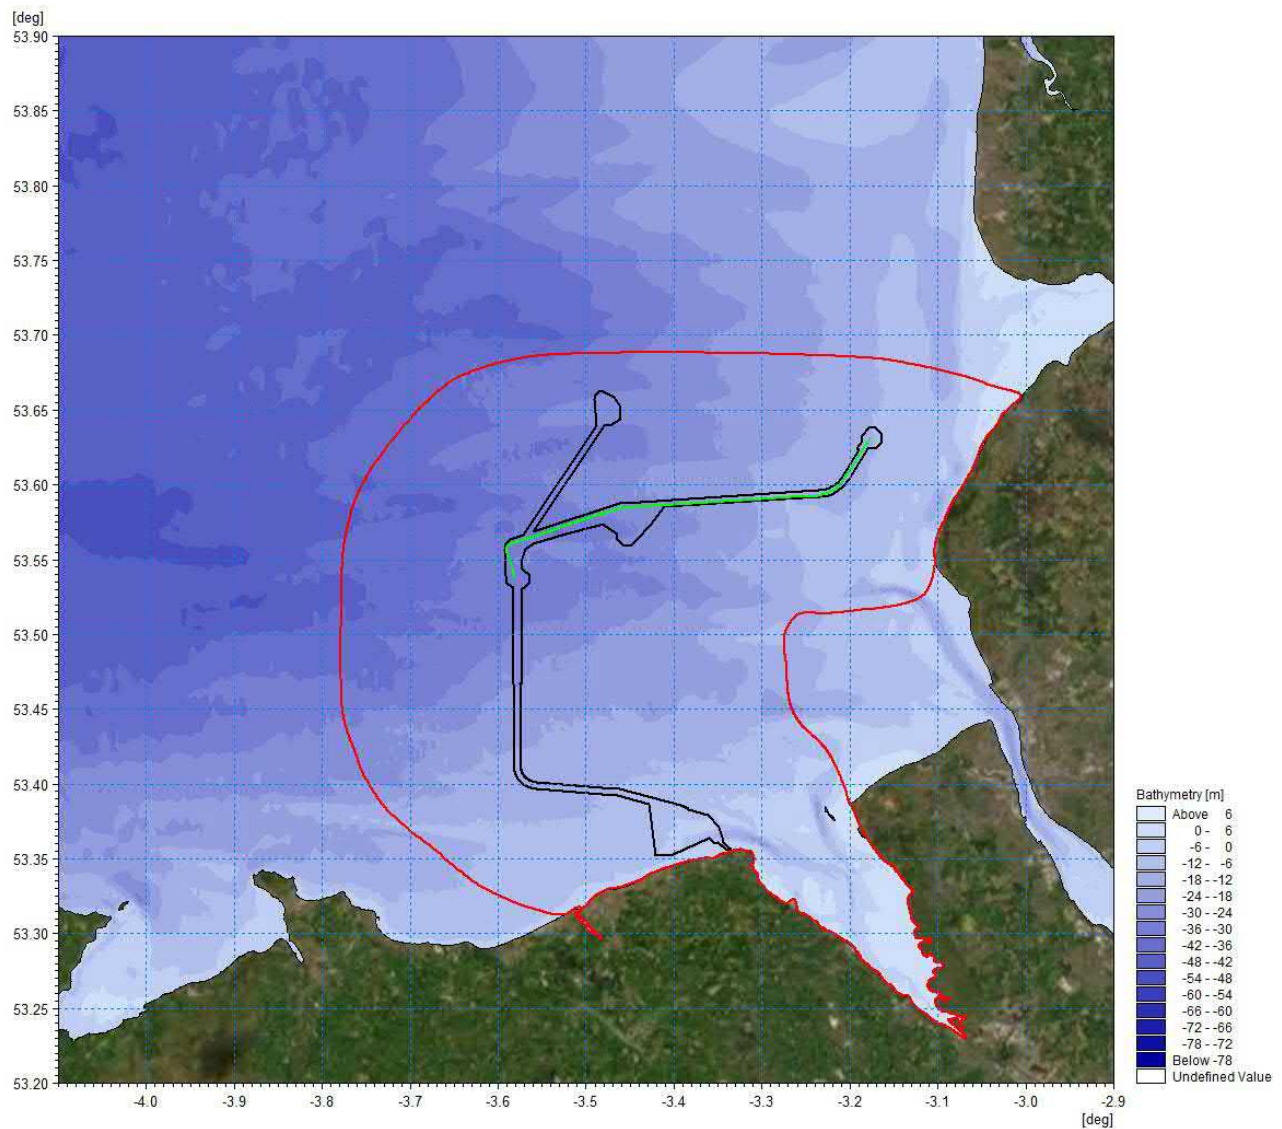 [deg]
53.90
53.85
53.80
53.75
53.70
53.65
53.60
53.55
53.50
53.45
53.40
53.35
53.30
53.25
53.20
-4.0 -3.9 -3.8 -3.7 -3.6 -3.5 -3.4 -3.3 -3.2 -3.1 -3.0 -2.9
[deg]
Bathymetry [m]
Above 6
0 - 6
-6 - 0
-12 - -6
-18 - -12
-24 - -18
-30 - -24
-36 - -30
-42 - -36
-48 - -42
-54 - -48
-60 - -54
-66 - -60
-72 - -66
-78 - -72
Below -78
Undefined Value